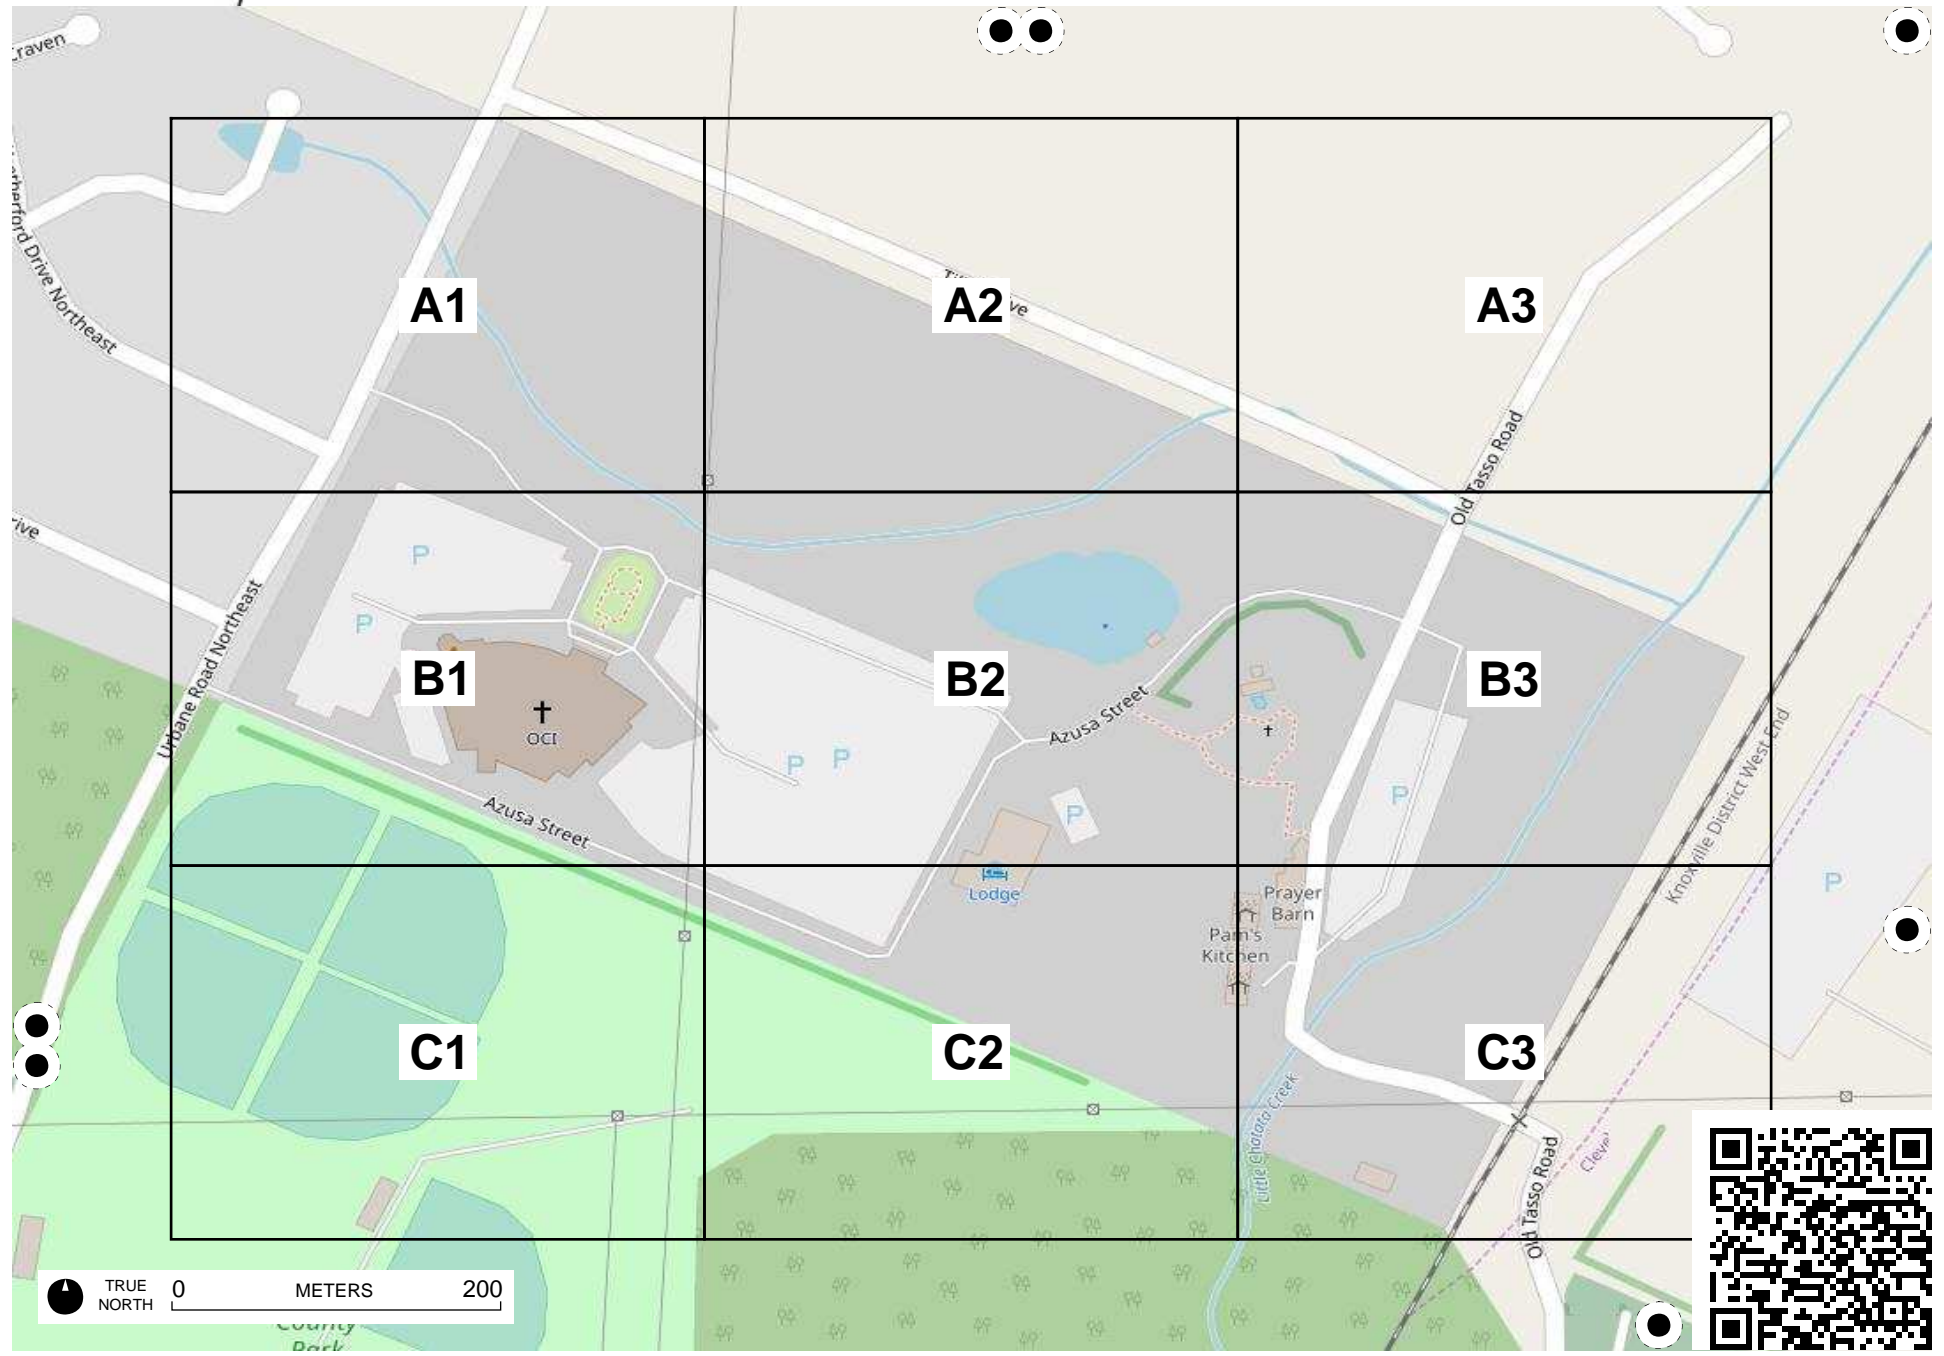 Craven
Drive Northeast
A1
A2
A3
Old Tasso Road
P
P
Urbane Road Northeast
B1
OCI
B2
B3
Azusa Street
P
P
P
P
Azusa Street
Knoxville District West End
Lodge
Prayer
Barn
P
Pam's
Kitchen
C1
C2
C3
Little Chatata Creek
Old Tasso Road
TRUE
NORTH
0
METERS
200
County
Park